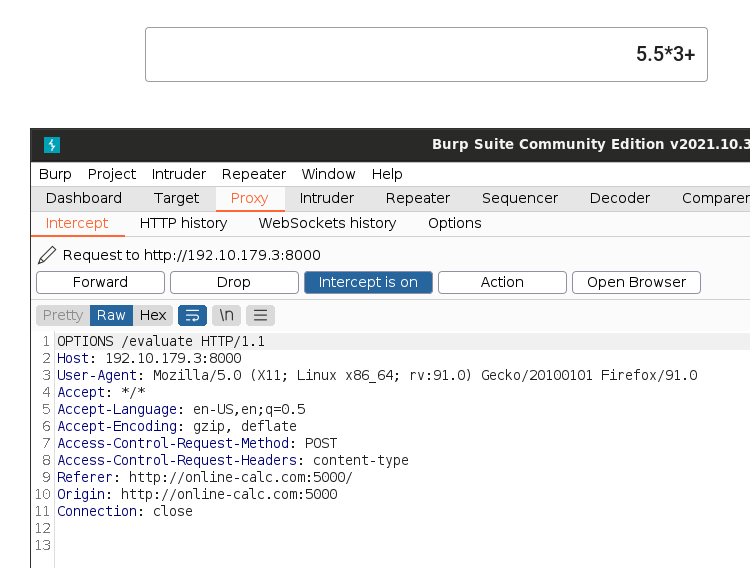 5.5*3+
Burp Suite Community Edition v2021.10.3
Burp Project Intruder Repeater Window Help
Dashboard Target Proxy Intruder Repeater Sequencer Decoder Comparer
Intercept HTTP history WebSockets history Options
Request to http://192.10.179.3:8000
Forward Drop Intercept is on Action Open Browser
Pretty Raw Hex \n
1 OPTIONS /evaluate HTTP/1.1
2 Host: 192.10.179.3:8000
3 User-Agent: Mozilla/5.0 (X11; Linux x86_64; rv:91.0) Gecko/20100101 Firefox/91.0
4 Accept: */*
5 Accept-Language: en-US,en;q=0.5
6 Accept-Encoding: gzip, deflate
7 Access-Control-Request-Method: POST
8 Access-Control-Request-Headers: content-type
9 Referer: http://online-calc.com:5000/
10 Origin: http://online-calc.com:5000
11 Connection: close
12
13